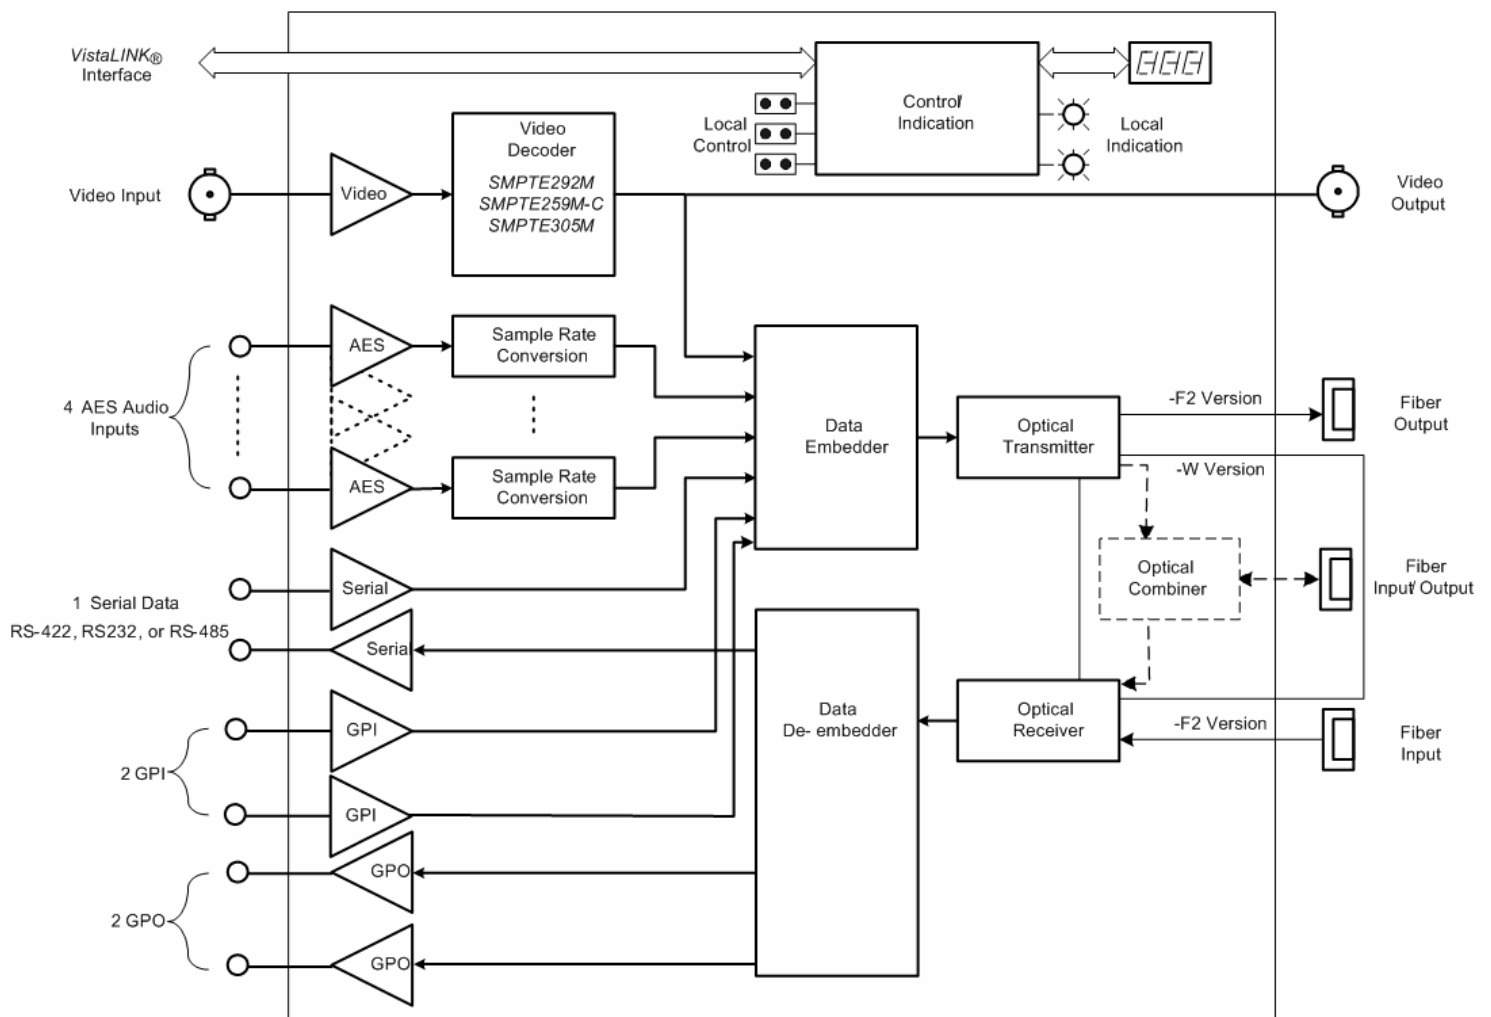 VistaLINK®
Interface
Control/
Indication
Local
Control
Local
Indication
Video Input
Video
Video
Decoder
SMPTE292M
SMPTE259M-C
SMPTE305M
Video
Output
4 AES Audio
Inputs
AES
Sample Rate
Conversion
AES
Sample Rate
Conversion
Data
Embedder
Optical
Transmitter
-F2 Version
Fiber
Output
-W Version
Optical
Combiner
Fiber
Input/Output
1 Serial Data
RS-422, RS232, or RS-485
Serial
Serial
2 GPI
GPI
GPI
Data
De- embedder
Optical
Receiver
-F2 Version
Fiber
Input
2 GPO
GPO
GPO